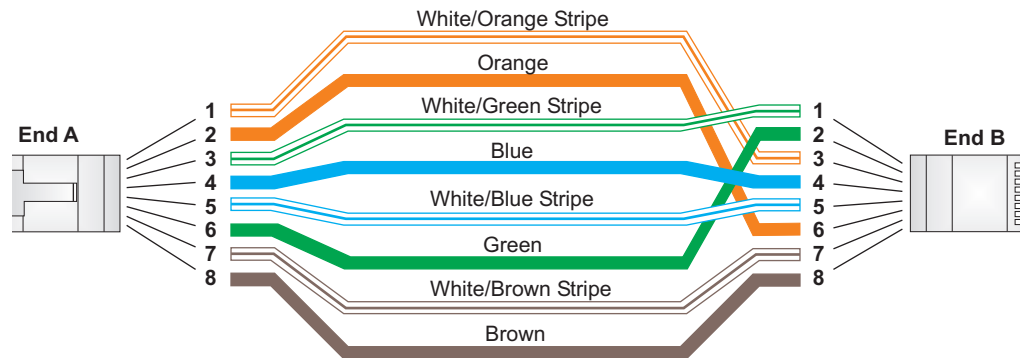 White/Orange Stripe
Orange
White/Green Stripe
Blue
White/Blue Stripe
Green
White/Brown Stripe
Brown
End A
1
2
3
4
5
6
7
8
End B
1
2
3
4
5
6
7
8